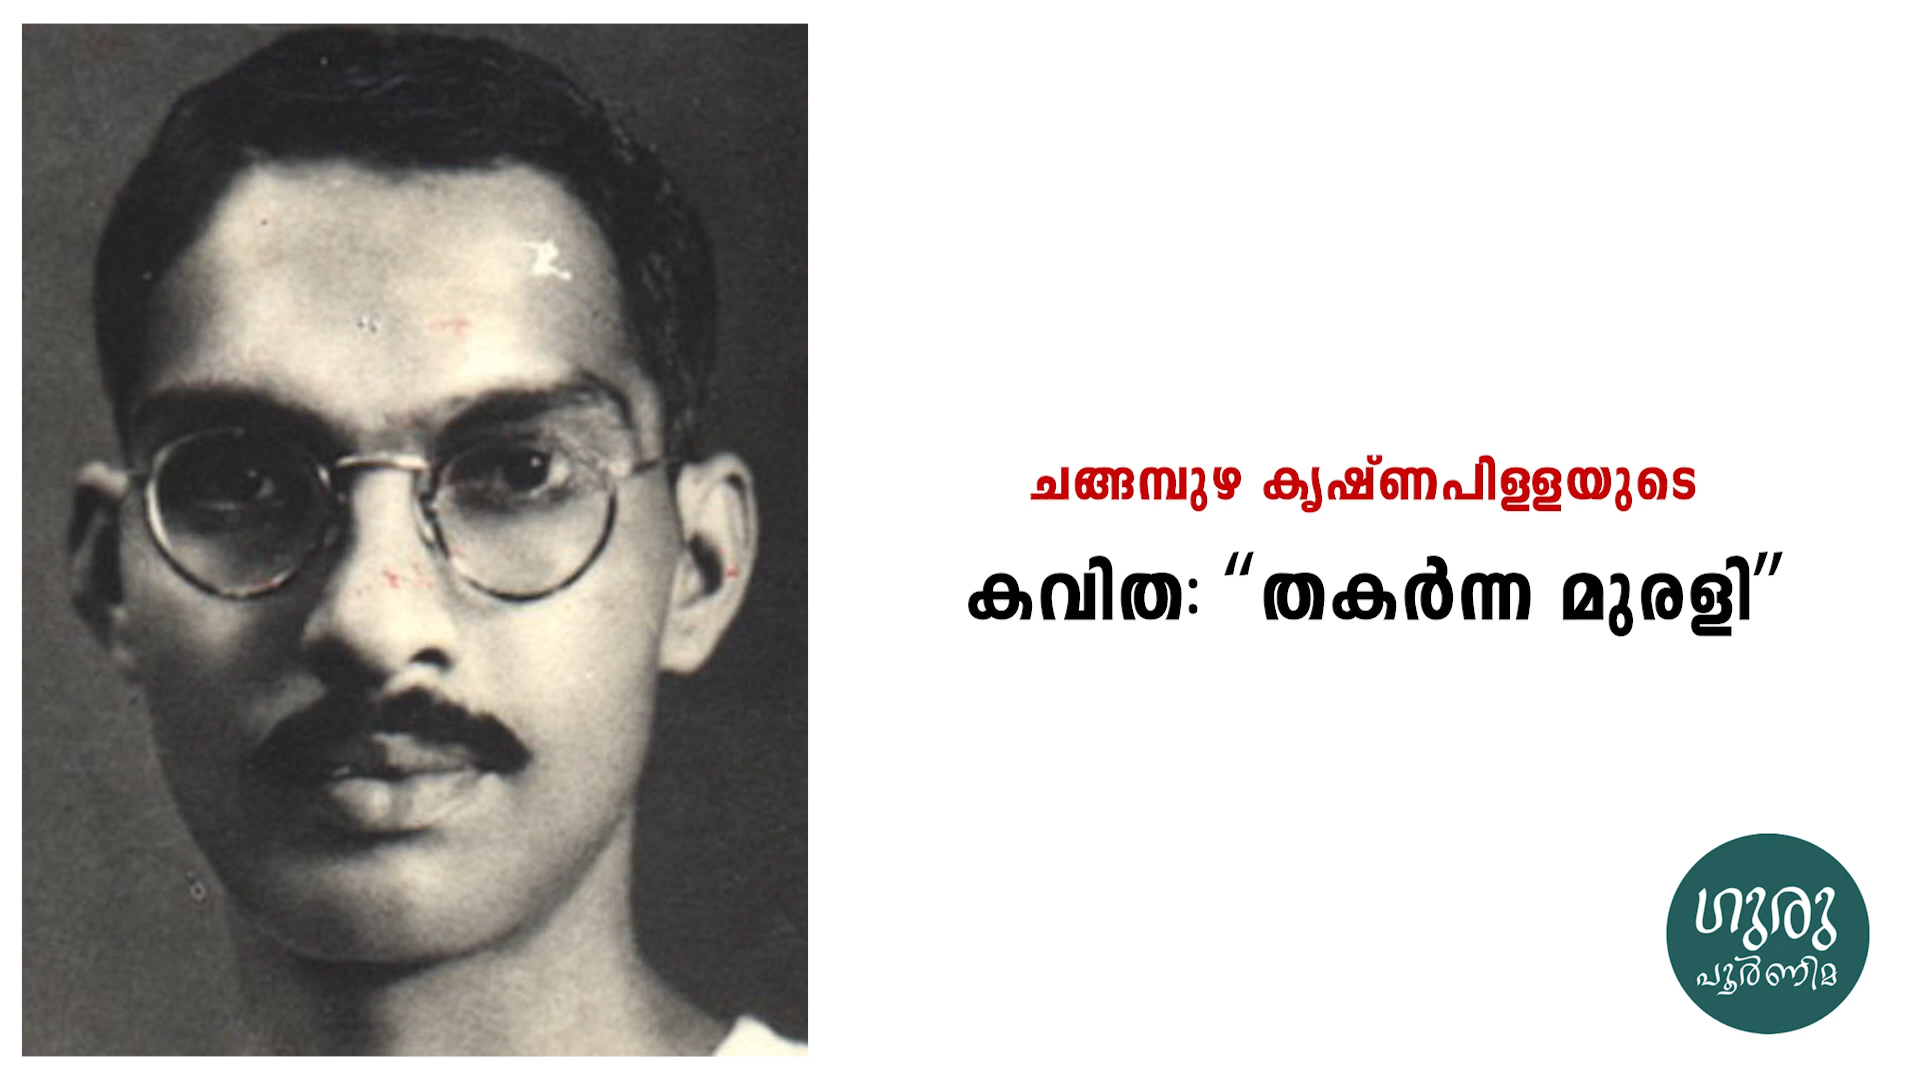 ചങ്ങമ്പുഴ കൃഷ്ണപിള്ളയുടെ
കവിത: “തകർന്ന മുരളി”
ഗുരു
പൂർണിമ